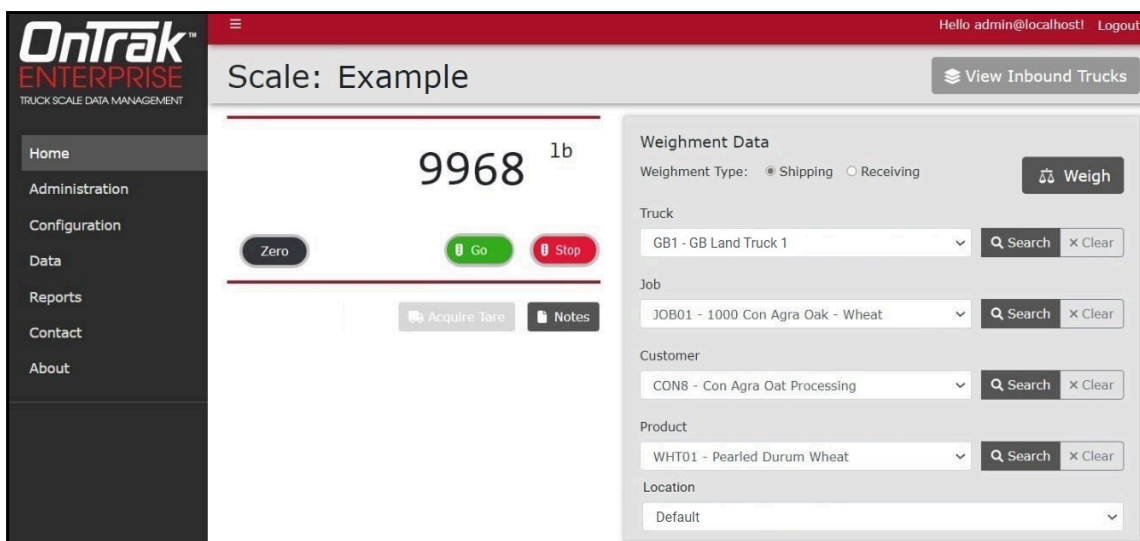 OnTrak™
ENTERPRISE
TRUCK SCALE DATA MANAGEMENT
Hello admin@localhost! Logout
Scale: Example
View Inbound Trucks
Home
Administration
Configuration
Data
Reports
Contact
About
9968 lb
Zero
Go
Stop
Acquire Tare
Notes
Weighment Data
Weighment Type: Shipping Receiving
Weigh
Truck
GB1 - GB Land Truck 1
Search
Clear
Job
JOB01 - 1000 Con Agra Oak - Wheat
Search
Clear
Customer
CON8 - Con Agra Oat Processing
Search
Clear
Product
WHT01 - Pearled Durum Wheat
Search
Clear
Location
Default